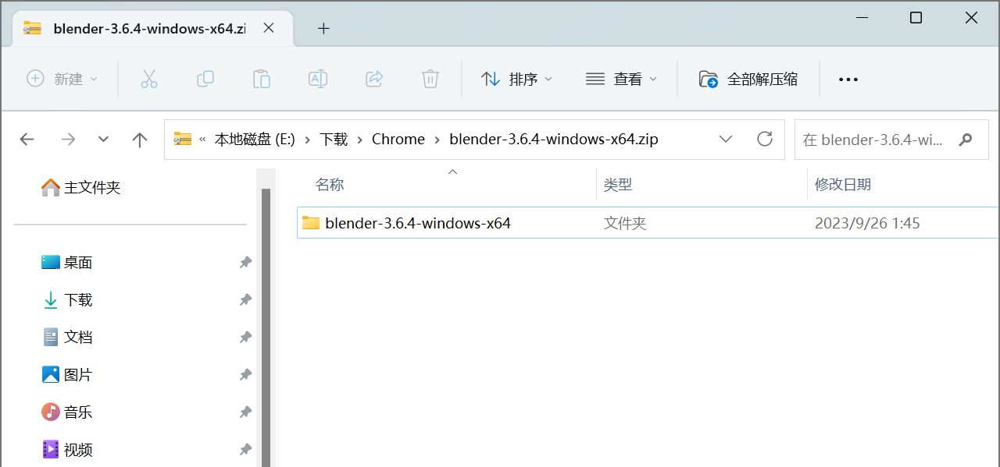 blender-3.6.4-windows-x64.zi
新建 排序 查看 全部解压缩
« 本地磁盘 (E:) › 下载 › Chrome › blender-3.6.4-windows-x64.zip 在 blender-3.6.4-wi...
主文件夹
名称 类型 修改日期
blender-3.6.4-windows-x64 文件夹 2023/9/26 1:45
桌面
下载
文档
图片
音乐
视频